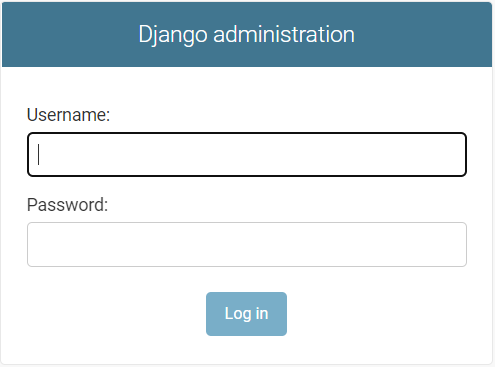 Django administration
Username:
Password:
Log in